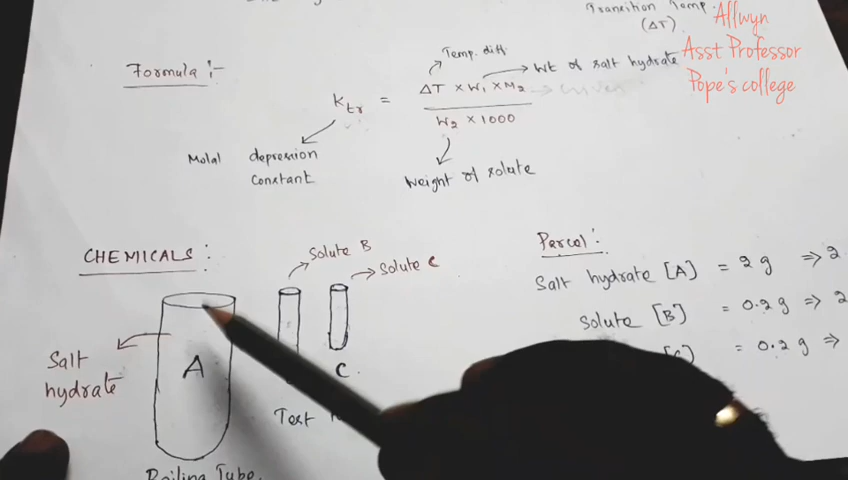 Transition Temp.
(ΔT)
Allwyn
Asst Professor
Pope's college
Formula :-
Temp. diff
Ktr = ΔT × W1 × M2
W2 × 1000
Wt of salt hydrate
Given
Molal depression
constant
Weight of solute
CHEMICALS :
Solute B
Solute C
Salt
hydrate
A
C
Test
Boiling Tube.
Parcel :
Salt hydrate [A] = 2 g ⇒ 2
Solute [B] = 0.2 g ⇒ 2
[C] = 0.2 g ⇒